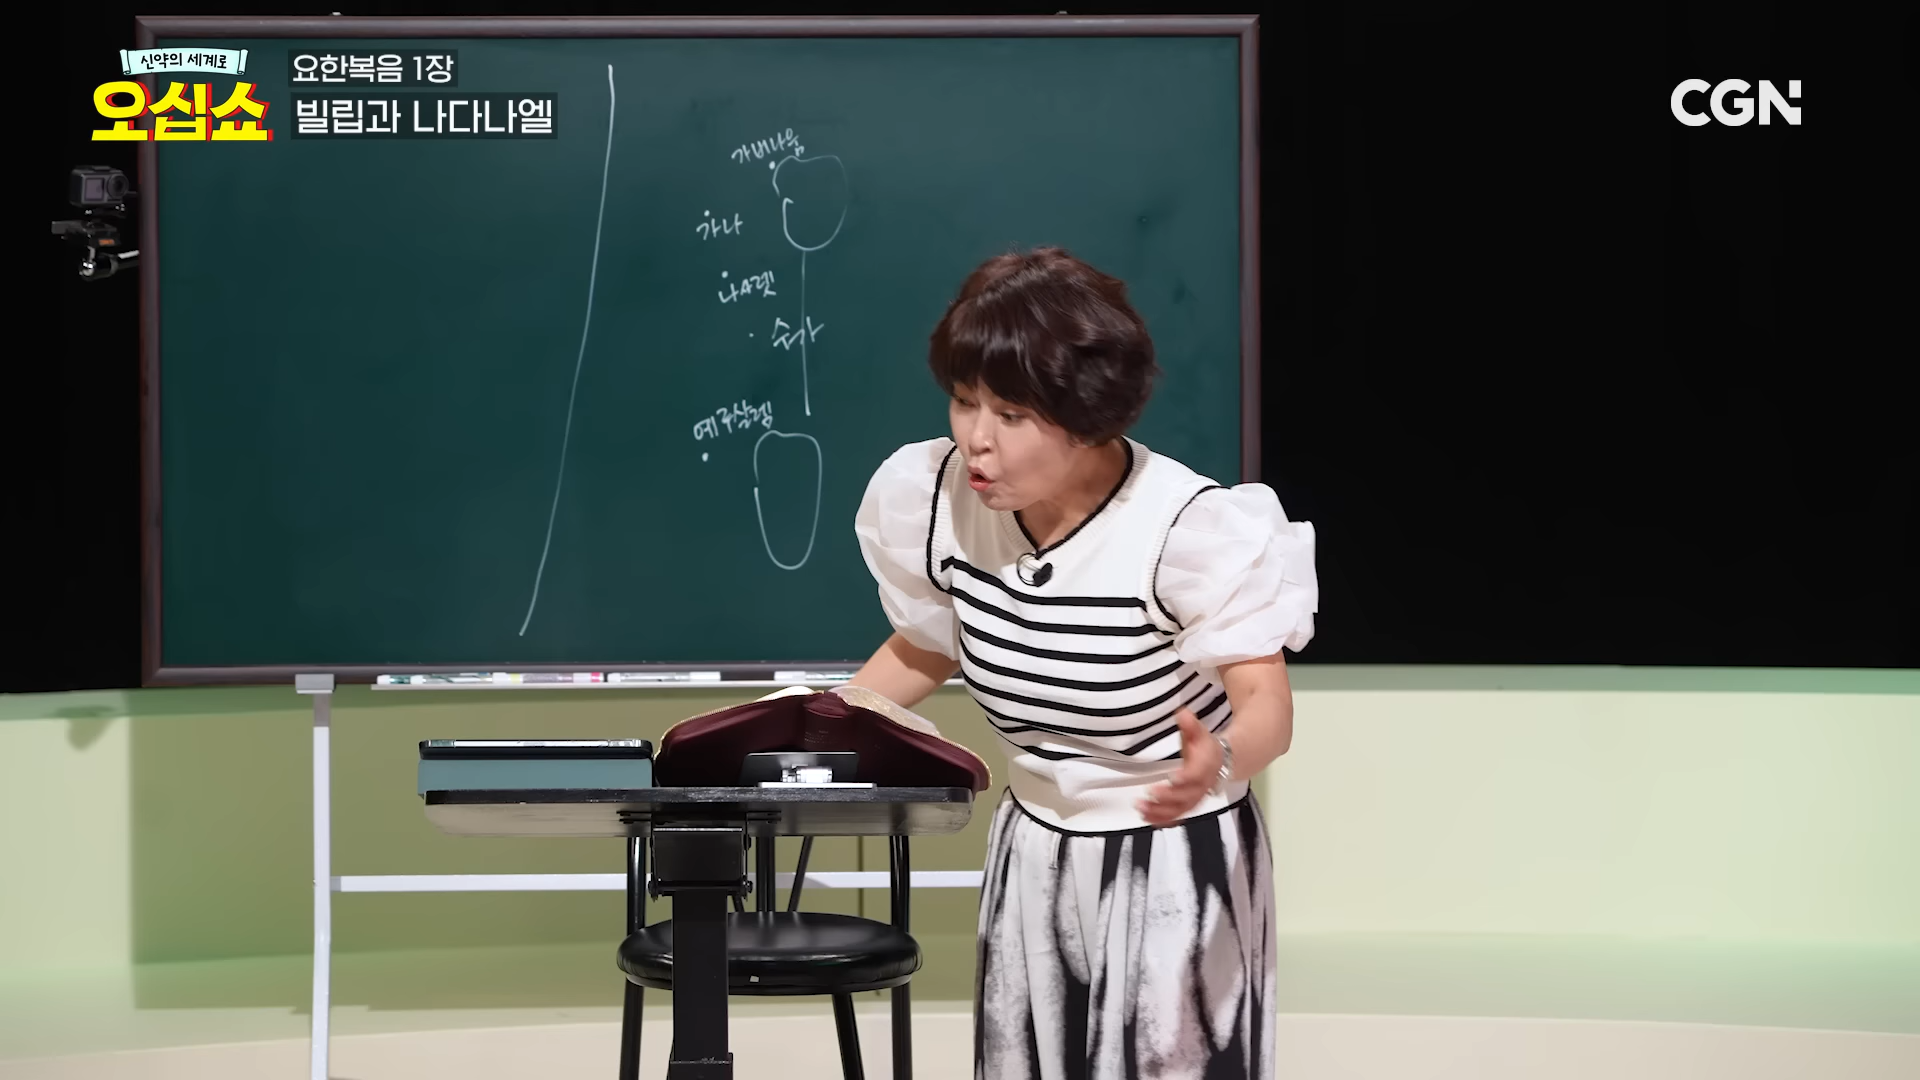 신약의 세계로
오십쇼
요한복음 1장
빌립과 나다나엘
CGN
가버나움
가나
나사렛
수가
예루살렘